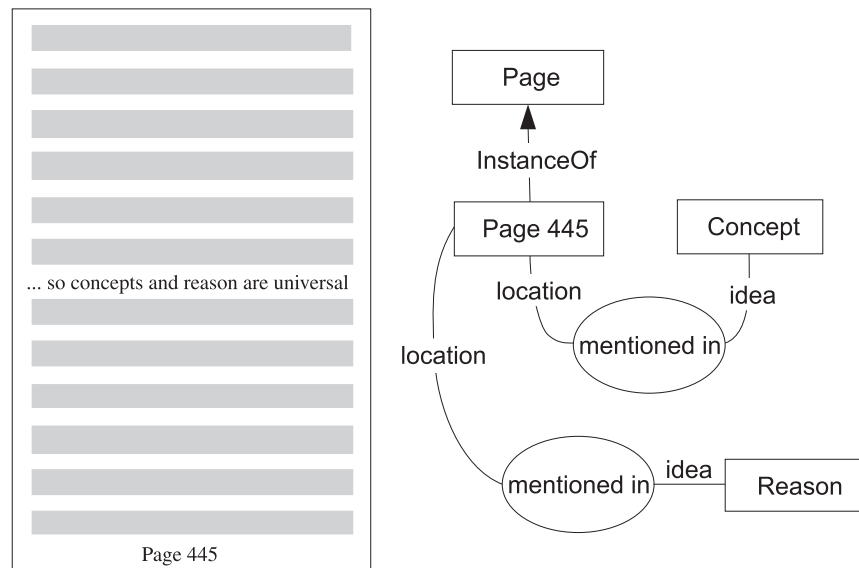 ... so concepts and reason are universal
Page 445
Page
InstanceOf
Page 445
Concept
location
idea
mentioned in
location
mentioned in
idea
Reason